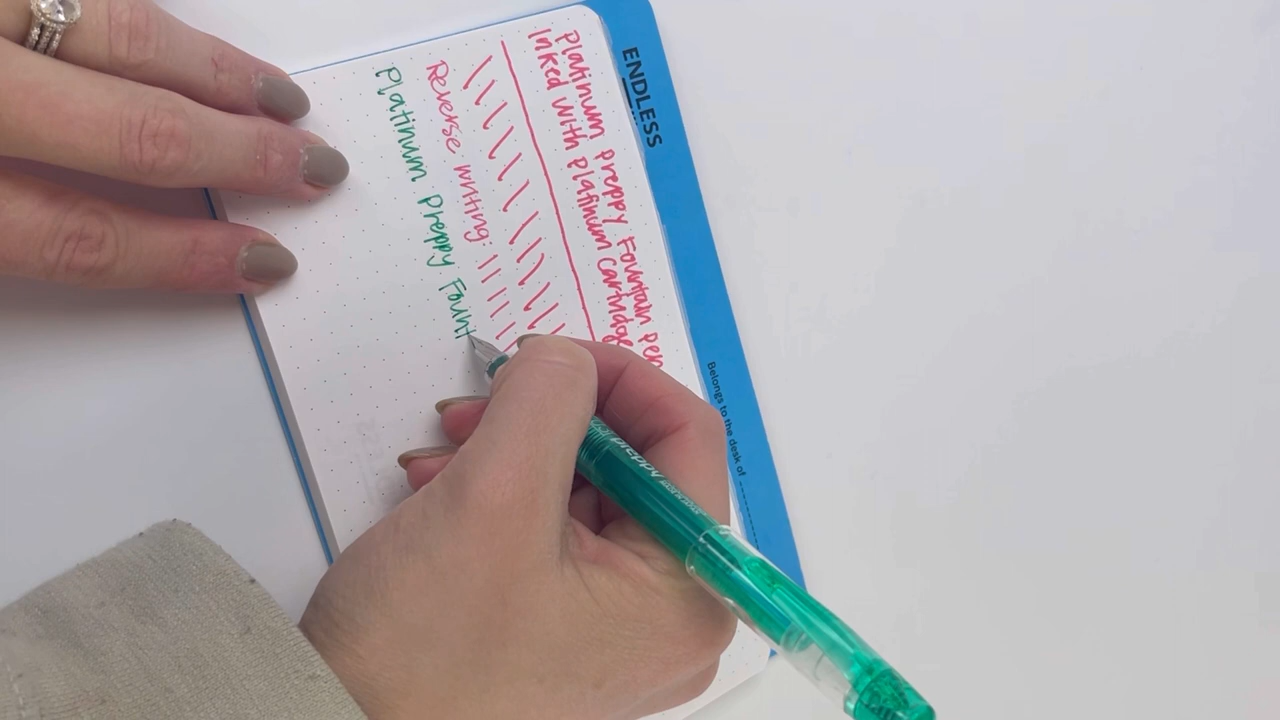 ENDLESS
Belongs to the desk of
Platinum Preppy Fountain pen
Inked with Platinum Cartridge
Reverse writing:
Platinum Preppy Fount
preppy